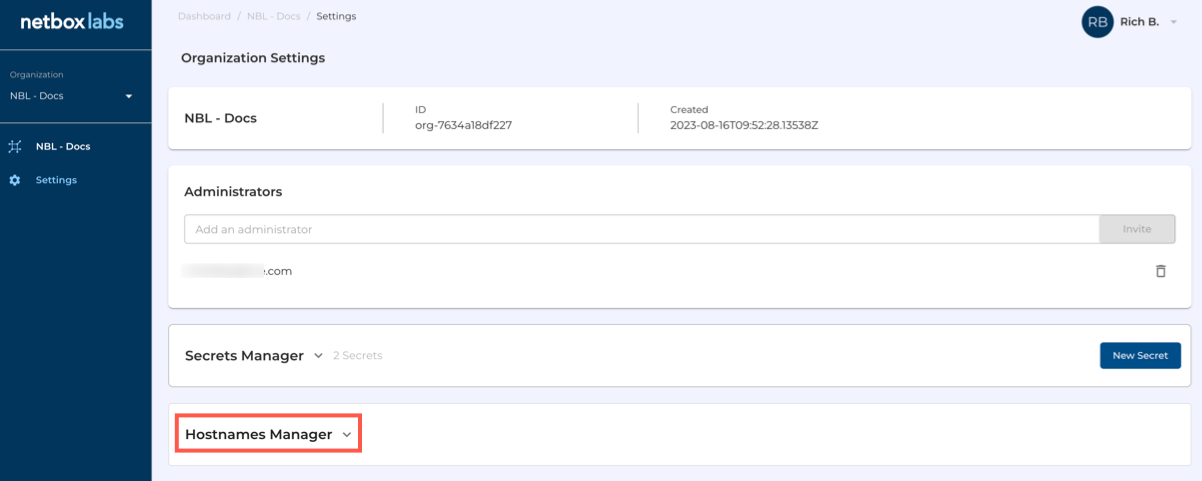 netbox labs
Dashboard / NBL - Docs / Settings
RB Rich B.
Organization Settings
Organization
NBL - Docs
NBL - Docs
ID
org-7634a18df227
Created
2023-08-16T09:52:28.13538Z
NBL - Docs
Settings
Administrators
Add an administrator
Invite
.com
Secrets Manager
2 Secrets
New Secret
Hostnames Manager